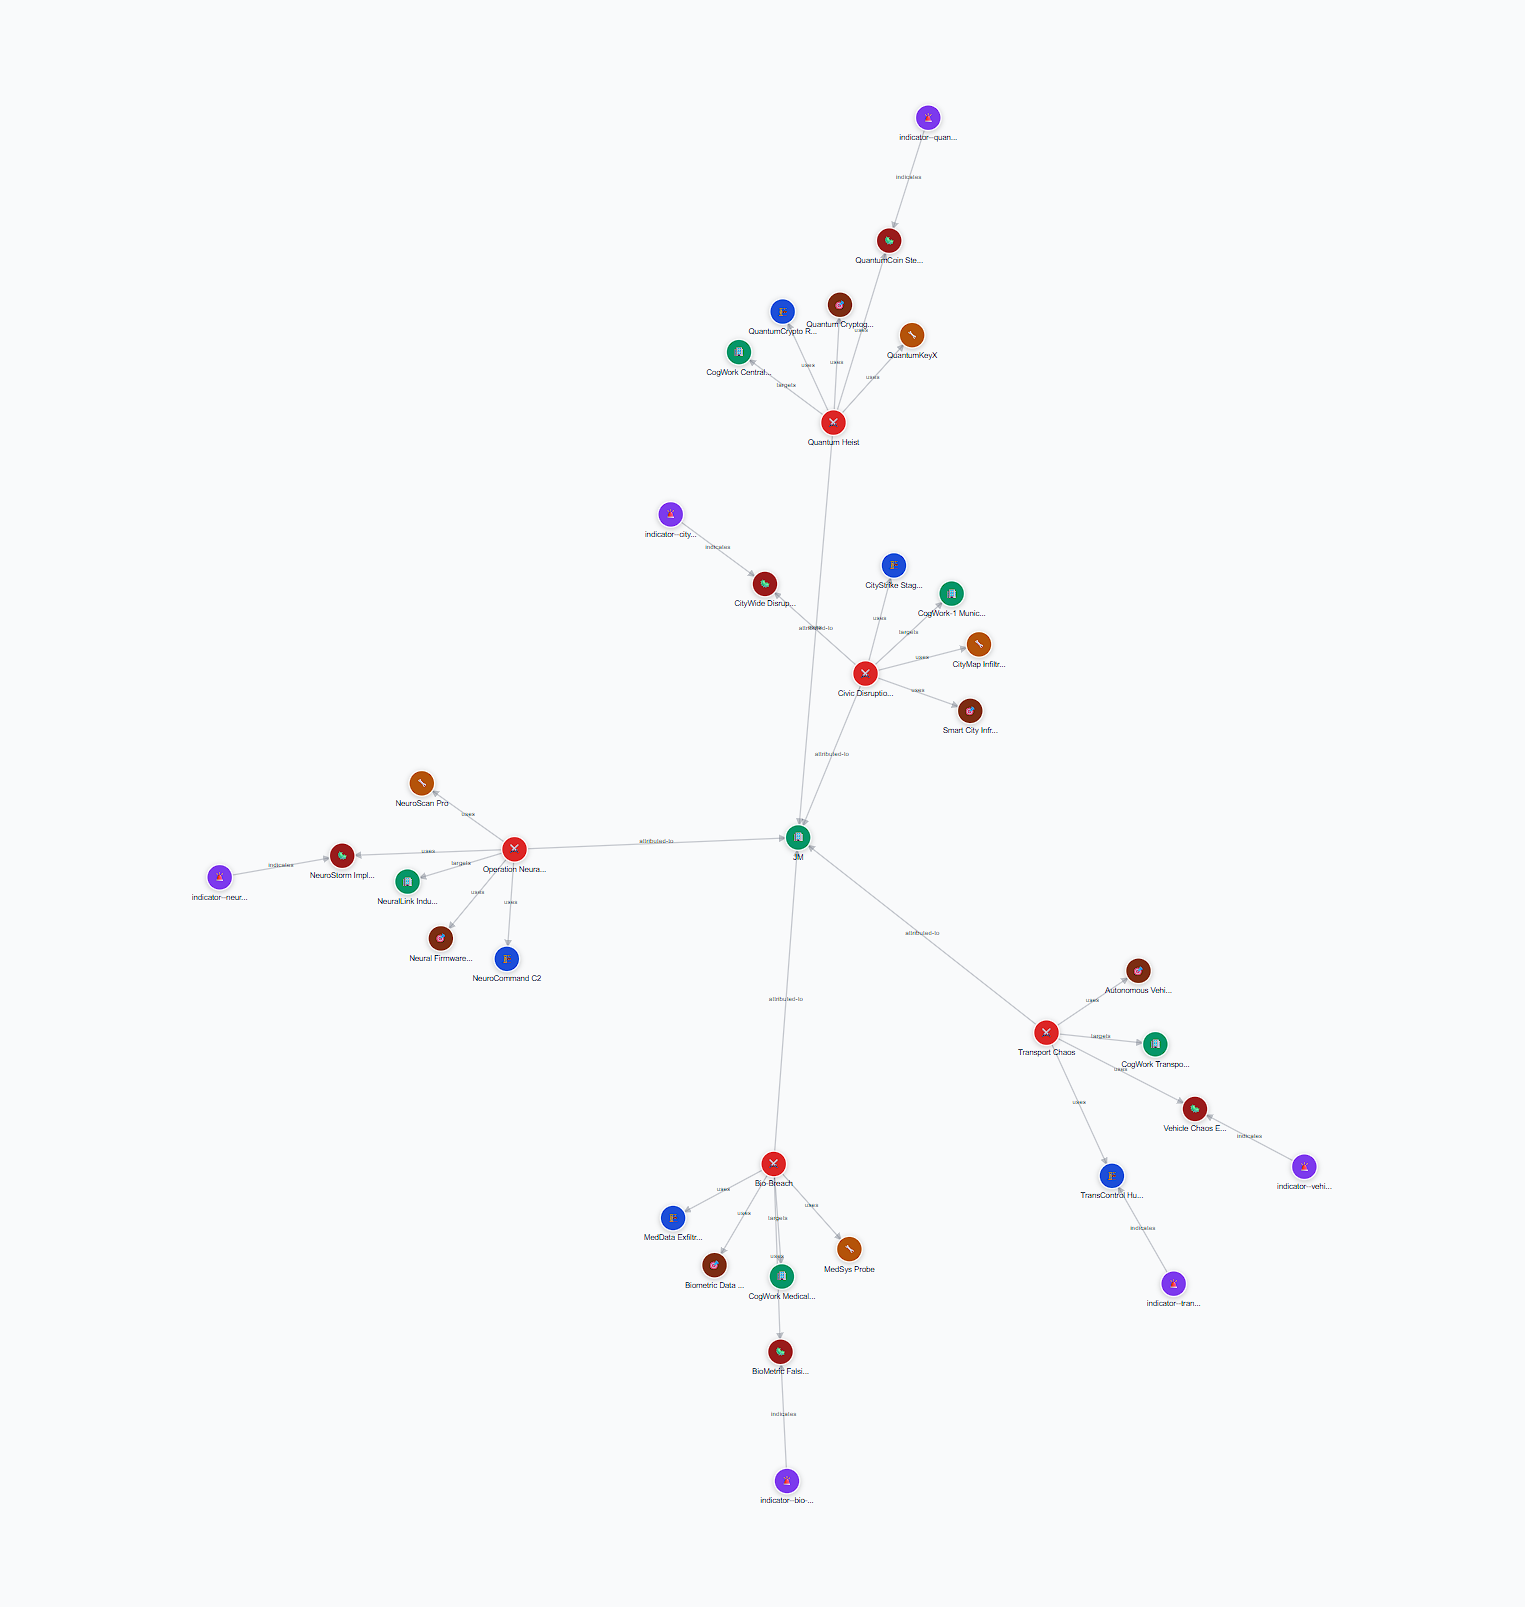 indicator--quan...
indicates
QuantumCoin Ste...
QuantumCrypto R...
Quantum Cryptog...
uses
QuantumKeyX
CogWork Central...
uses
uses
uses
targets
Quantum Heist
indicator--city...
indicates
CityStrike Stag...
CityWide Disrup...
CogWork-1 Munic...
uses
attributed-to
targets
uses
CityMap Infiltr...
uses
Civic Disruptio...
Smart City Infr...
attributed-to
NeuroScan Pro
uses
attributed-to
JM
uses
indicates
targets
Operation Neura...
NeuroStorm Impl...
uses
indicator--neur...
NeuralLink Indu...
uses
attributed-to
Neural Firmware...
NeuroCommand C2
Autonomous Vehi...
attributed-to
uses
targets
Transport Chaos
CogWork Transpo...
uses
uses
Vehicle Chaos E...
indicates
Bio-Breach
uses
indicator--vehi...
TransControl Hu...
uses
uses
targets
indicates
MedData Exfiltr...
uses
MedSys Probe
Biometric Data ...
CogWork Medical...
indicator--tran...
BioMetric Falsi...
indicates
indicator--bio-...